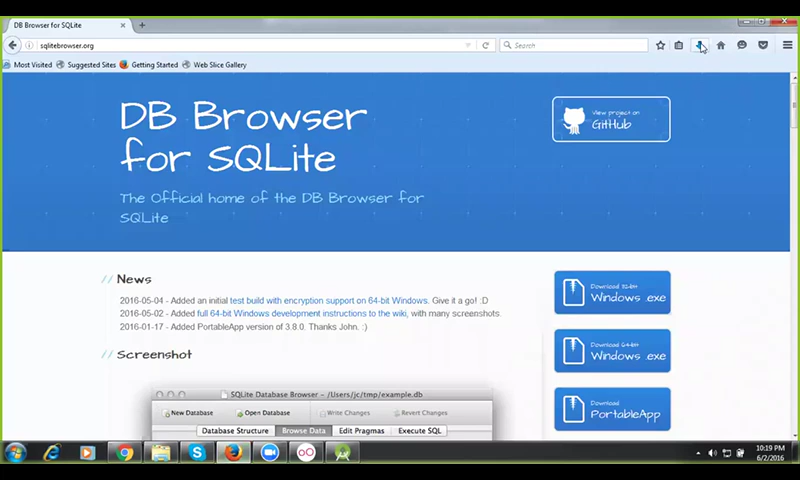 DB Browser for SQLite
sqlitebrowser.org
Search
Most Visited
Suggested Sites
Getting Started
Web Slice Gallery
DB Browser
for SQLite
The Official home of the DB Browser for
SQLite
View project on
GitHub
// News
2016-05-04 - Added an initial test build with encryption support on 64-bit Windows. Give it a go! :D
2016-05-02 - Added full 64-bit Windows development instructions to the wiki, with many screenshots.
2016-01-17 - Added PortableApp version of 3.8.0. Thanks John. :)
Download 32-bit
Windows .exe
Download 64-bit
Windows .exe
Download
PortableApp
// Screenshot
SQLite Database Browser - /Users/jc/tmp/example.db
New Database
Open Database
Write Changes
Revert Changes
Database Structure
Browse Data
Edit Pragmas
Execute SQL
10:19 PM
6/2/2016